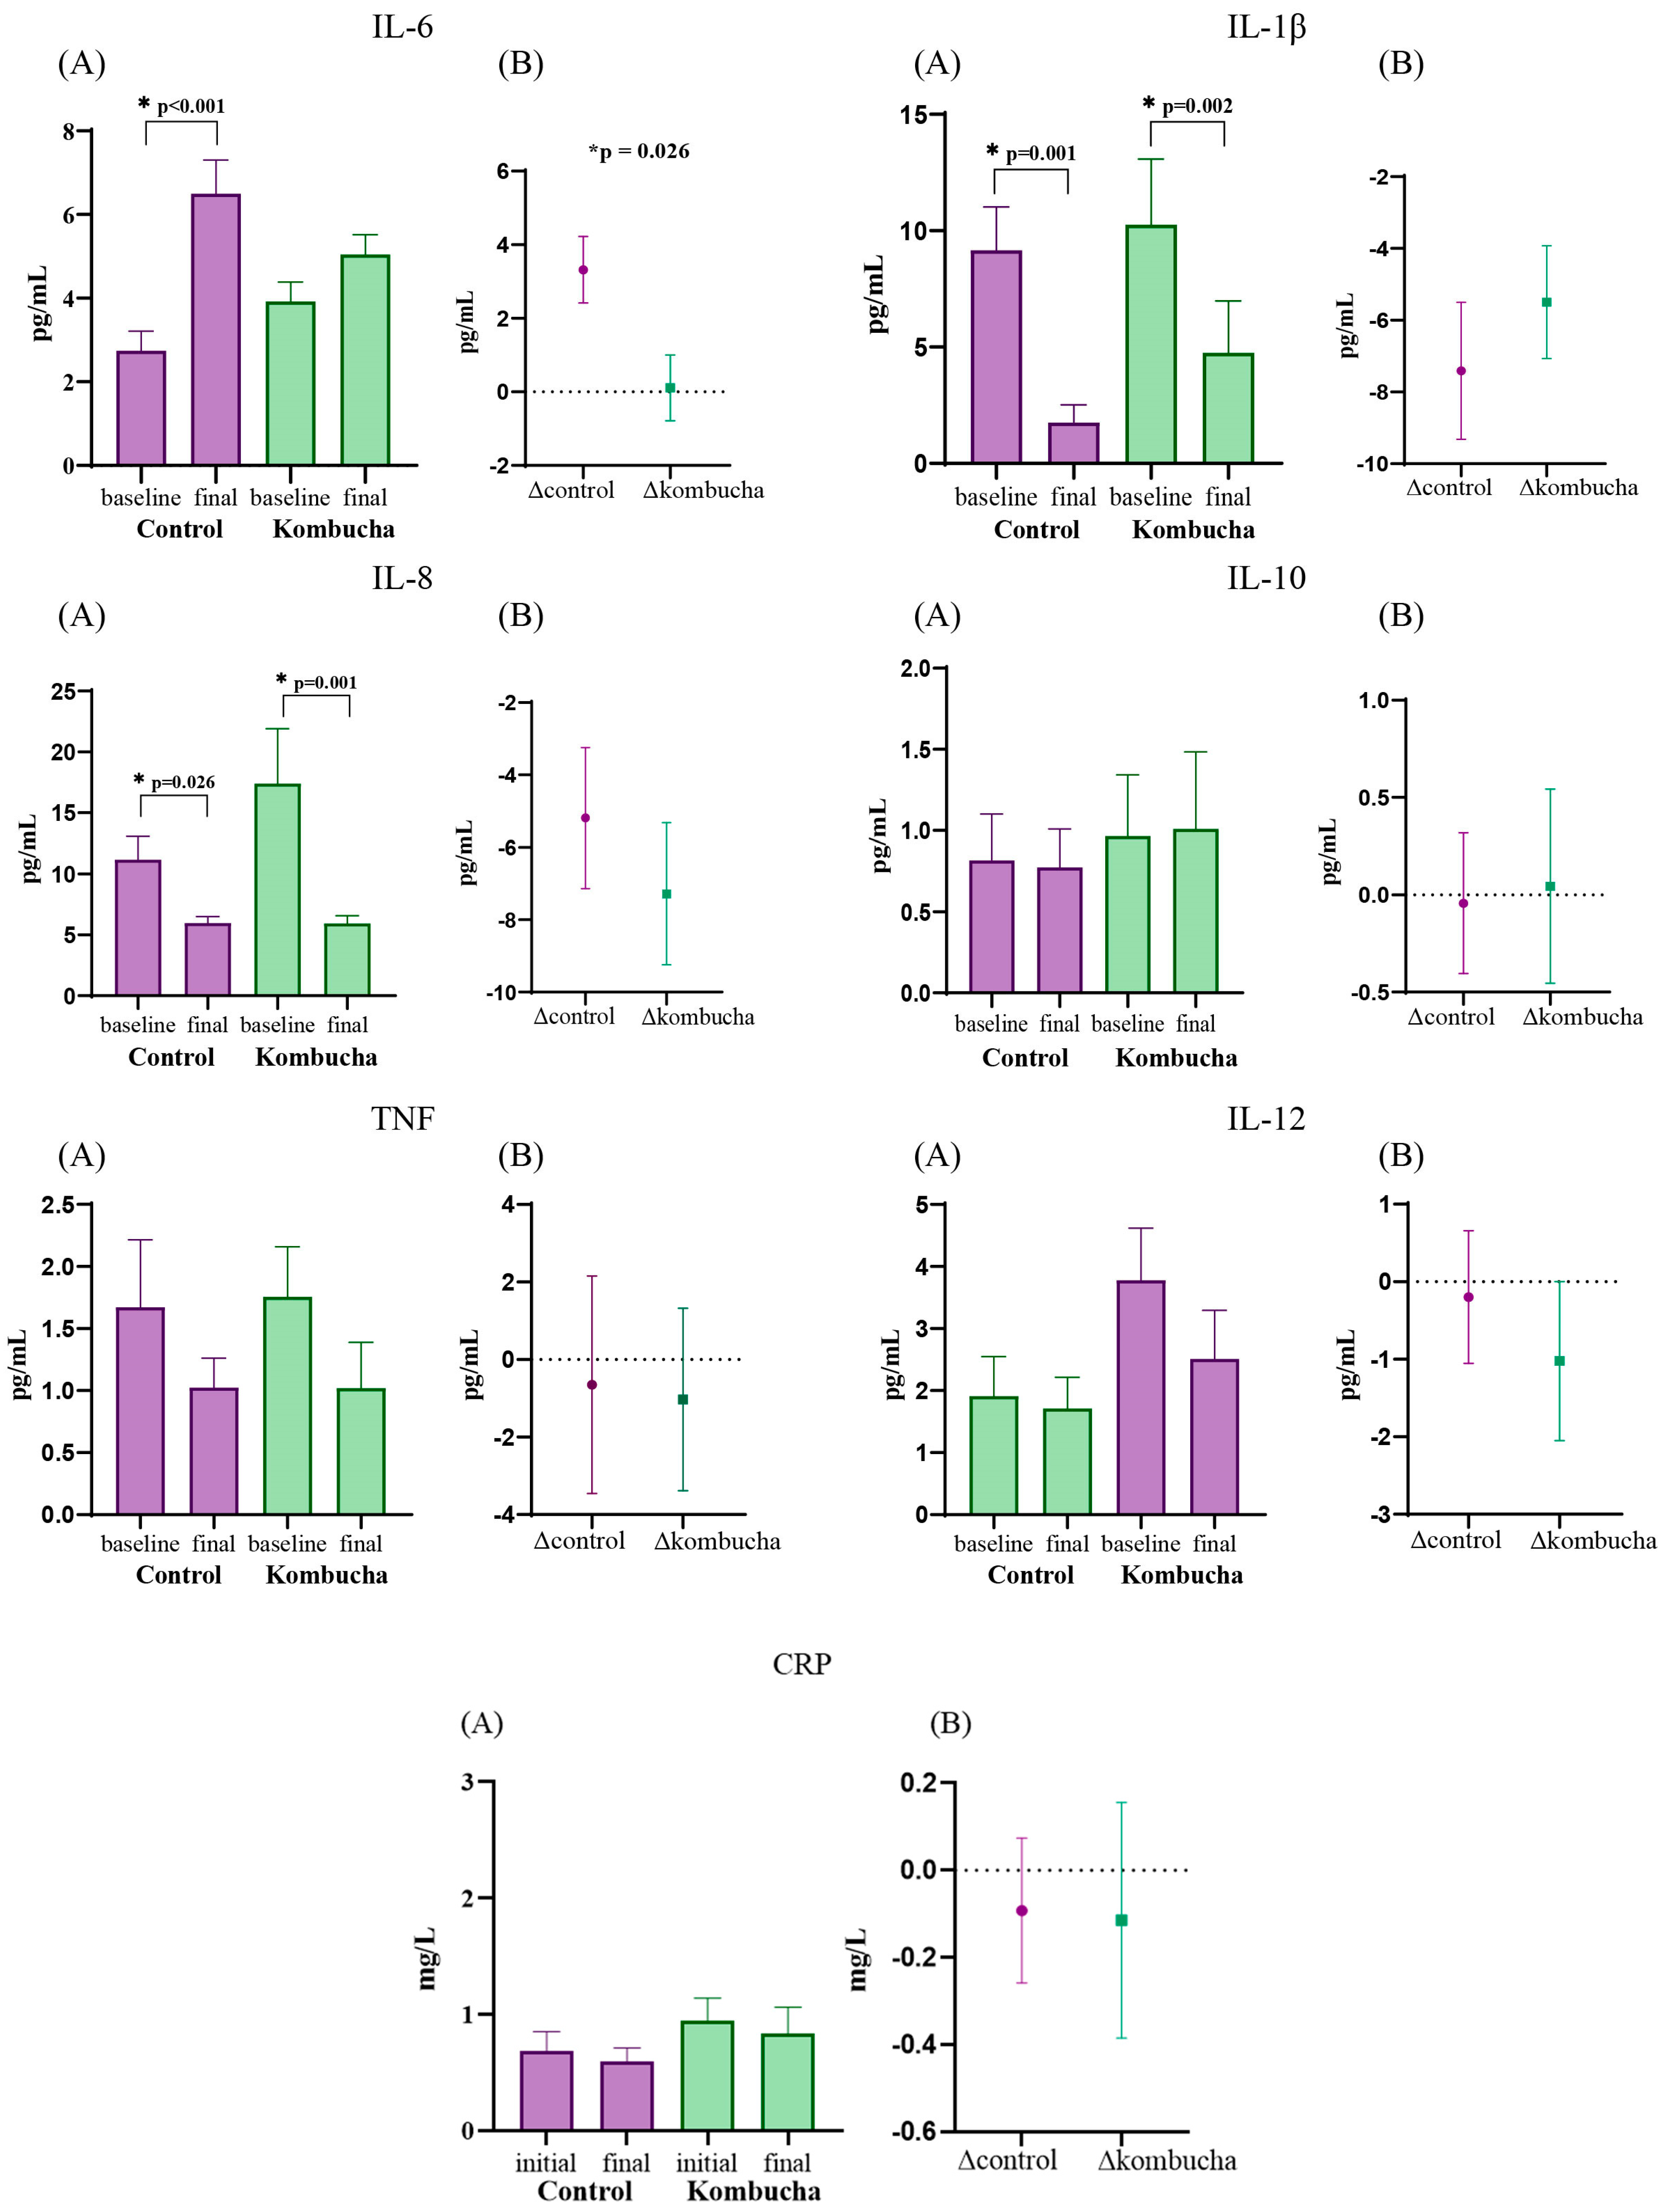 IL-6
(A)
* p<0.001
8
6
4
2
0
pg/mL
baseline final baseline final
Control Kombucha
(B)
*p = 0.026
6
4
2
0
-2
pg/mL
Δcontrol Δkombucha
IL-1β
(A)
* p=0.001
* p=0.002
15
10
5
0
pg/mL
baseline final baseline final
Control Kombucha
(B)
-2
-4
-6
-8
-10
pg/mL
Δcontrol Δkombucha
IL-8
(A)
* p=0.026
* p=0.001
25
20
15
10
5
0
pg/mL
baseline final baseline final
Control Kombucha
(B)
-2
-4
-6
-8
-10
pg/mL
Δcontrol Δkombucha
IL-10
(A)
2.0
1.5
1.0
0.5
0.0
pg/mL
baseline final baseline final
Control Kombucha
(B)
1.0
0.5
0.0
-0.5
pg/mL
Δcontrol Δkombucha
TNF
(A)
2.5
2.0
1.5
1.0
0.5
0.0
pg/mL
baseline final baseline final
Control Kombucha
(B)
4
2
0
-2
-4
pg/mL
Δcontrol Δkombucha
IL-12
(A)
5
4
3
2
1
0
pg/mL
baseline final baseline final
Control Kombucha
(B)
1
0
-1
-2
-3
pg/mL
Δcontrol Δkombucha
CRP
(A)
3
2
1
0
mg/L
initial final initial final
Control Kombucha
(B)
0.2
0.0
-0.2
-0.4
-0.6
mg/L
Δcontrol Δkombucha